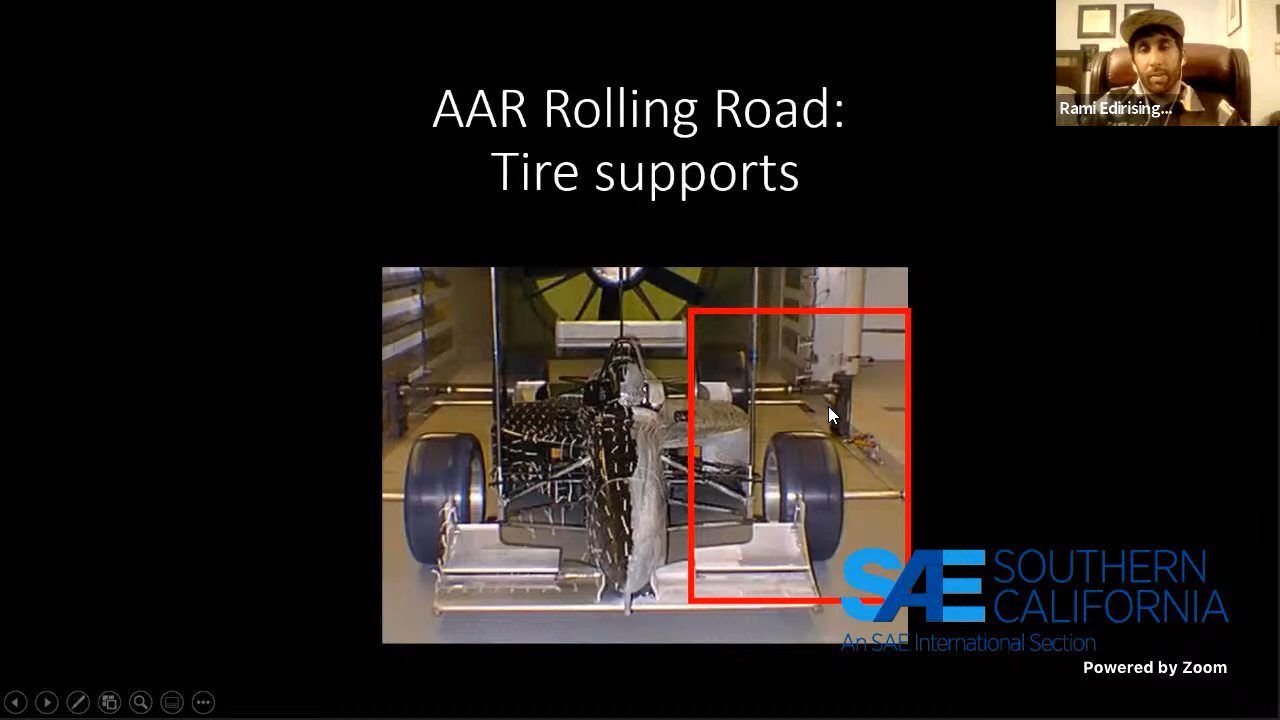 AAR Rolling Road:
Tire supports
Rami Edirising...
SAE SOUTHERN
CALIFORNIA
An SAE International Section
Powered by Zoom